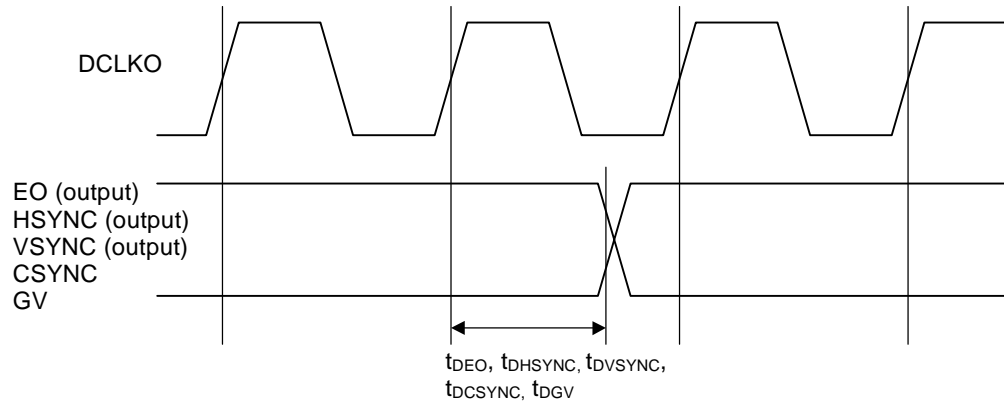 DCLKO
EO (output)
HSYNC (output)
VSYNC (output)
CSYNC
GV
tDEO, tDHSYNC, tDVSYNC,
tDCSYNC, tDGV